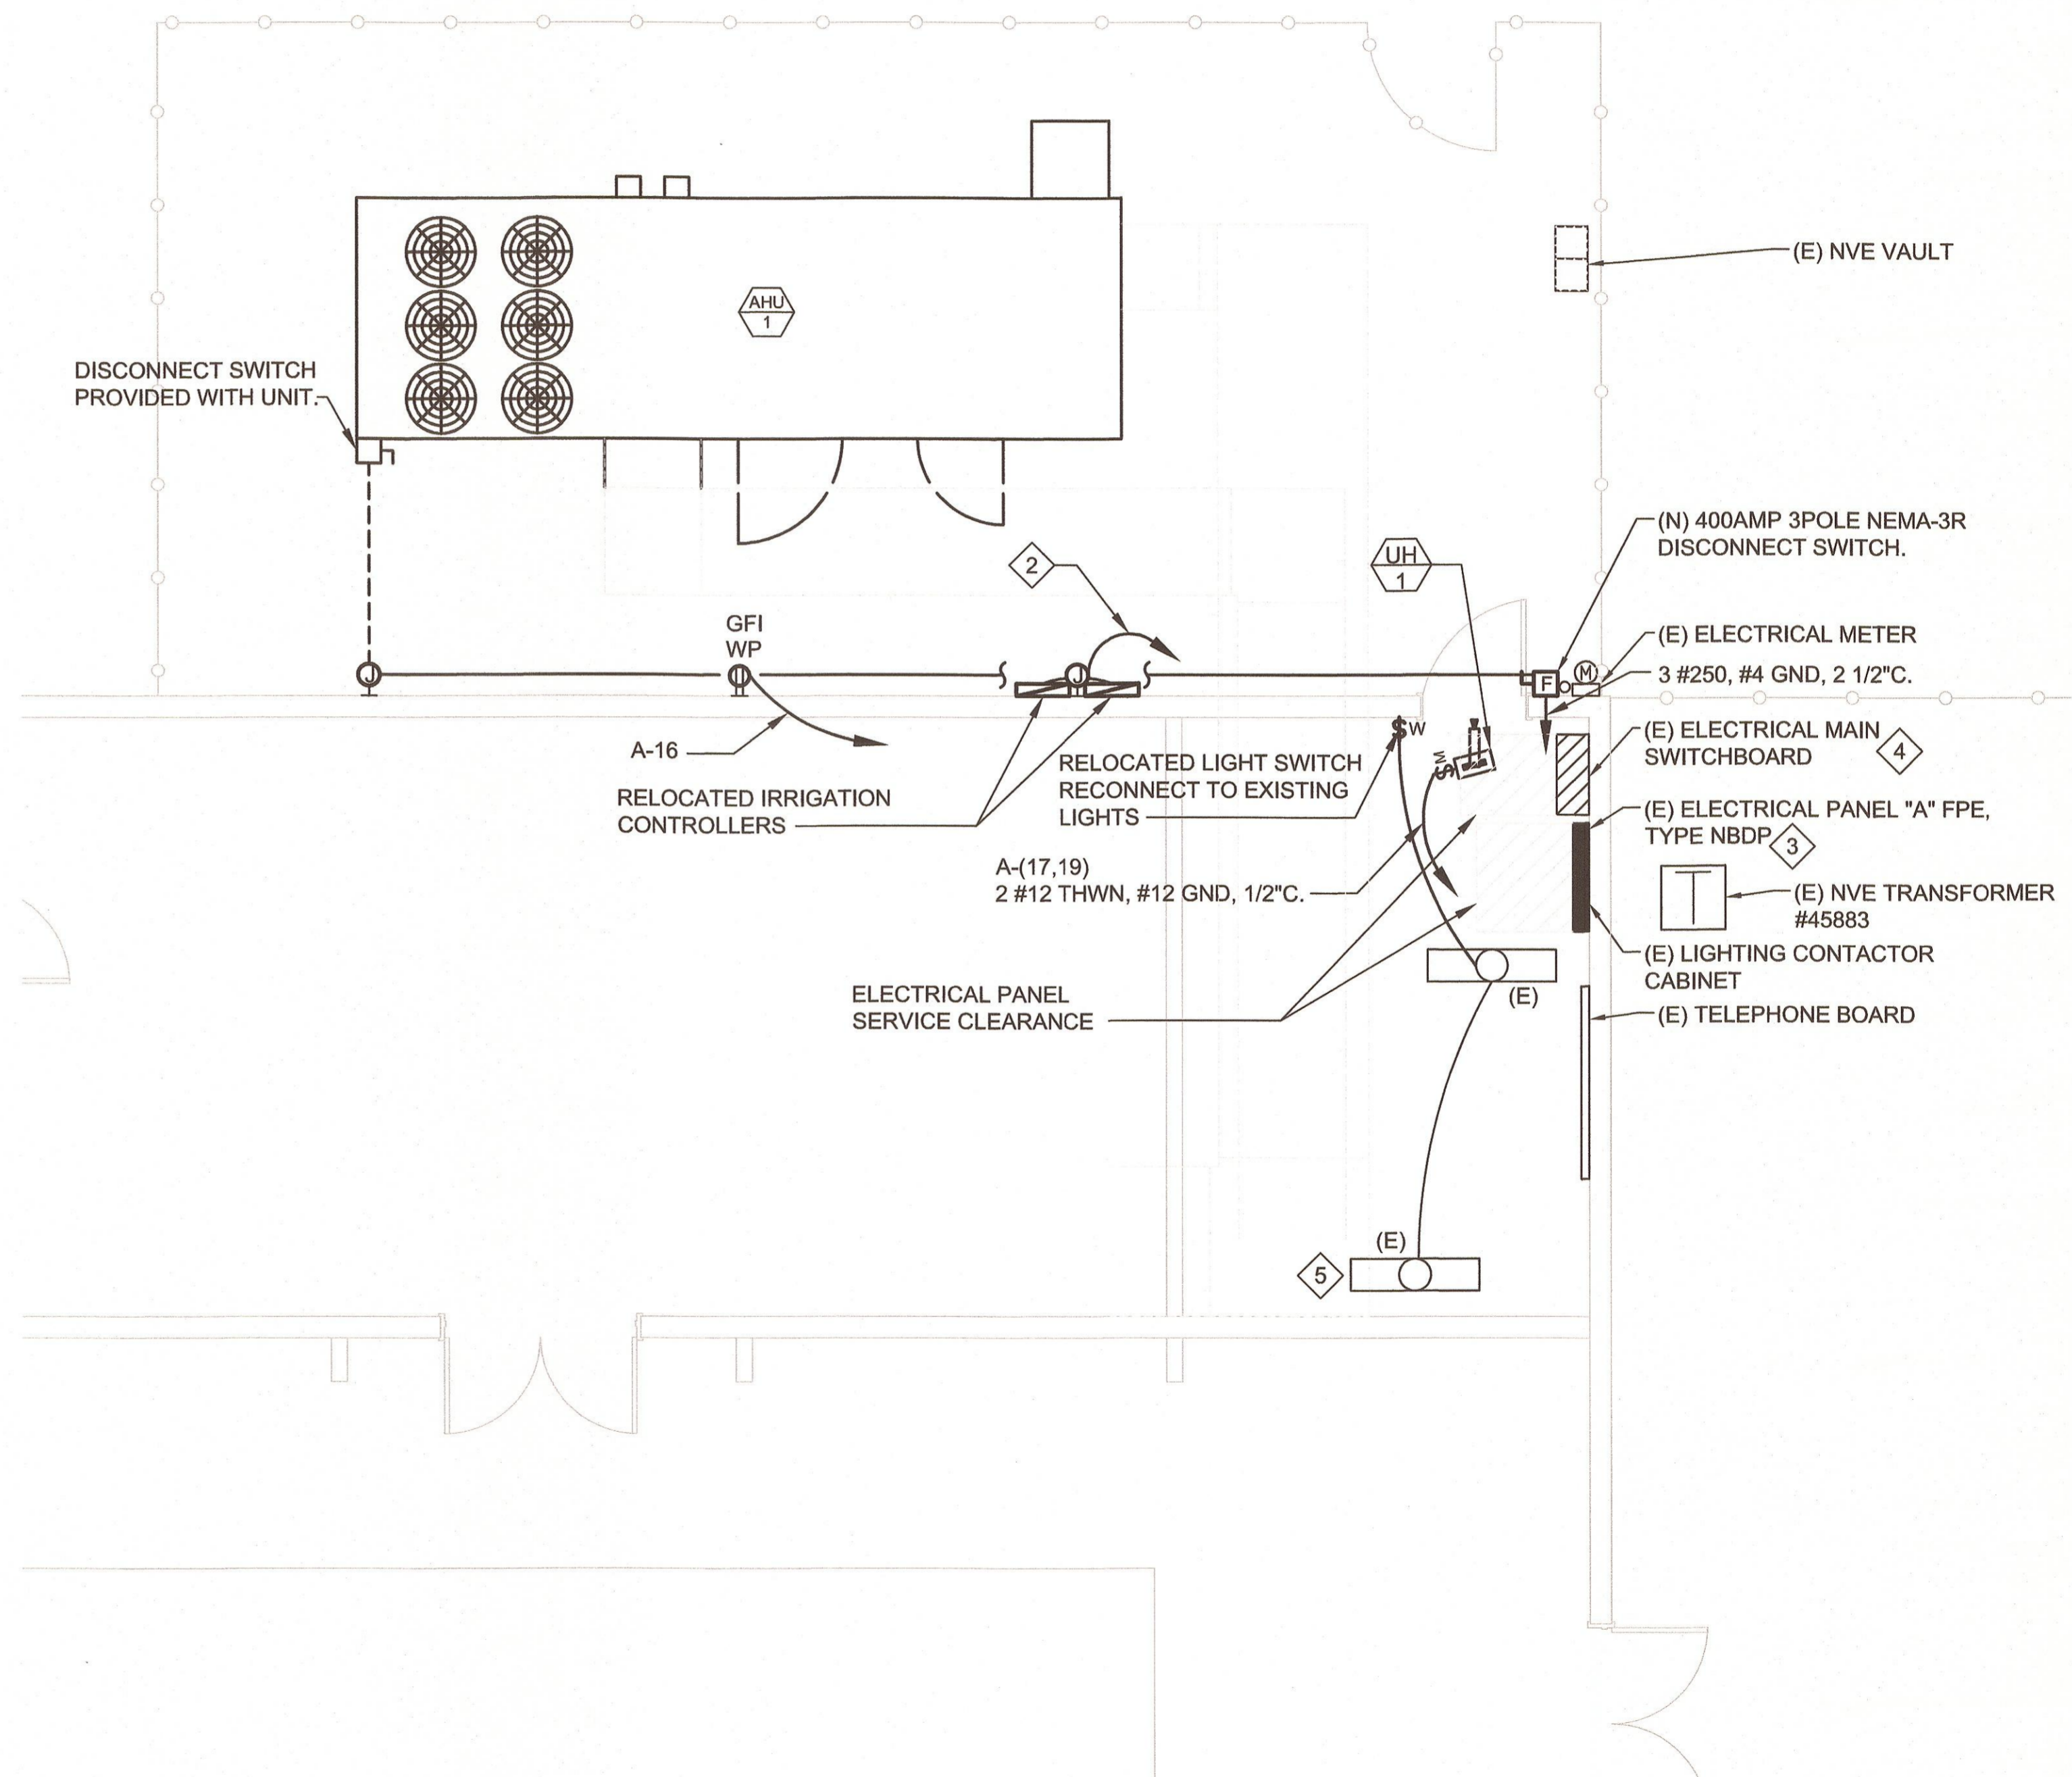 (E) NVE VAULT
AHU
1
DISCONNECT SWITCH
PROVIDED WITH UNIT.
(N) 400AMP 3POLE NEMA-3R
DISCONNECT SWITCH.
2
UH
1
GFI
WP
(E) ELECTRICAL METER
J
J
F
M
3 #250, #4 GND, 2 1/2"C.
A-16
$W
$W
(E) ELECTRICAL MAIN
SWITCHBOARD
4
RELOCATED LIGHT SWITCH
RECONNECT TO EXISTING
LIGHTS
RELOCATED IRRIGATION
CONTROLLERS
(E) ELECTRICAL PANEL "A" FPE,
TYPE NBDP
3
A-(17,19)
2 #12 THWN, #12 GND, 1/2"C.
T
(E) NVE TRANSFORMER
#45883
(E) LIGHTING CONTACTOR
CABINET
ELECTRICAL PANEL
SERVICE CLEARANCE
(E)
(E) TELEPHONE BOARD
(E)
5